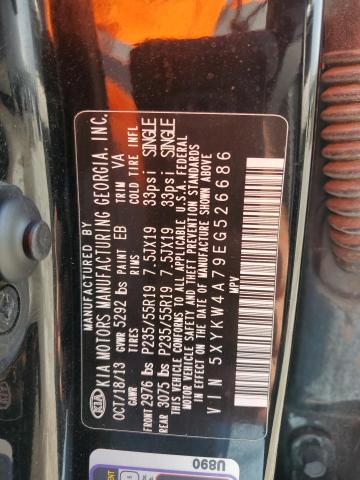 MANUFACTURED BY
KIA KIA MOTORS MANUFACTURING GEORGIA, INC.
OCT/18/13 GVWR 5292 lbs PAINT EB TRIM VA
GAWR TIRES RIMS COLD TIRE INFL
FRONT 2976 lbs P235/55R19 7.5JX19 33psi SINGLE
REAR 3075 lbs P235/55R19 7.5JX19 33psi SINGLE
THIS VEHICLE CONFORMS TO ALL APPLICABLE U.S.A. FEDERAL
MOTOR VEHICLE SAFETY AND THEFT PREVENTION STANDARDS
IN EFFECT ON THE DATE OF MANUFACTURE SHOWN ABOVE
VIN 5XYKW4A79EG526686
MPV
U890